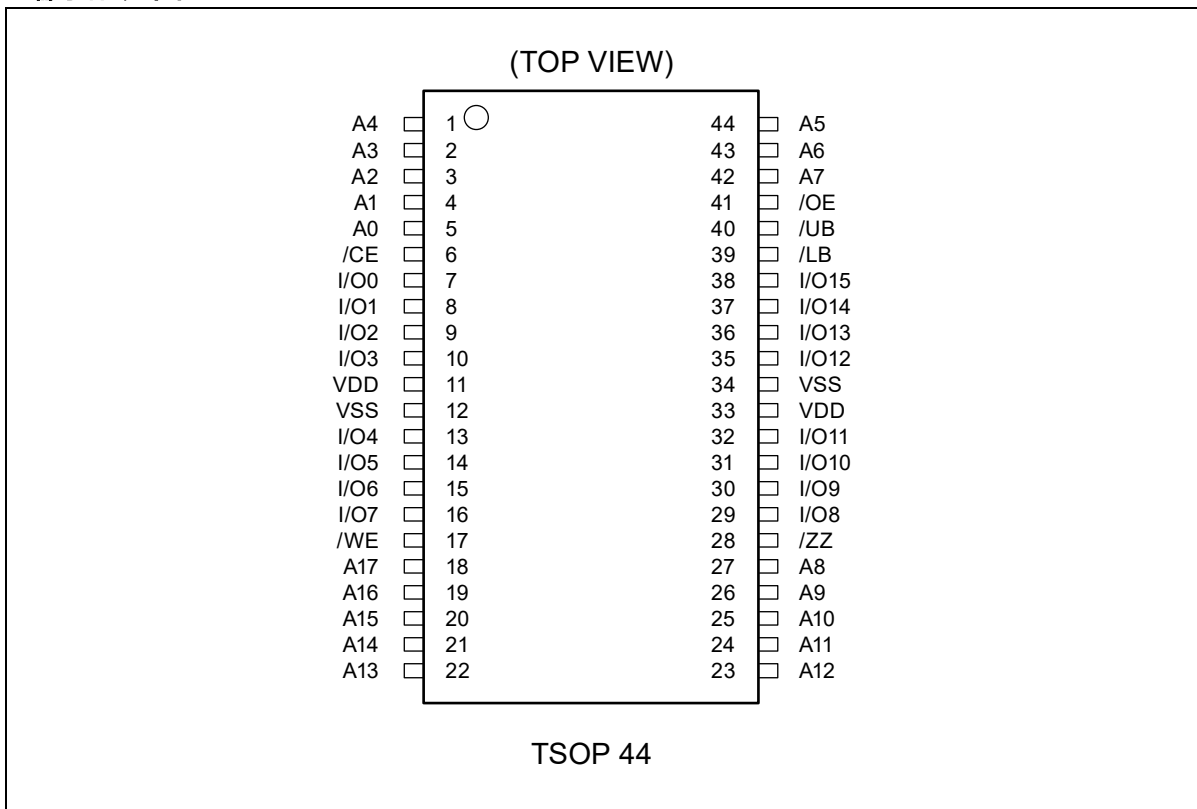 (TOP VIEW)
A4 1 44 A5
A3 2 43 A6
A2 3 42 A7
A1 4 41 /OE
A0 5 40 /UB
/CE 6 39 /LB
I/O0 7 38 I/O15
I/O1 8 37 I/O14
I/O2 9 36 I/O13
I/O3 10 35 I/O12
VDD 11 34 VSS
VSS 12 33 VDD
I/O4 13 32 I/O11
I/O5 14 31 I/O10
I/O6 15 30 I/O9
I/O7 16 29 I/O8
/WE 17 28 /ZZ
A17 18 27 A8
A16 19 26 A9
A15 20 25 A10
A14 21 24 A11
A13 22 23 A12
TSOP 44